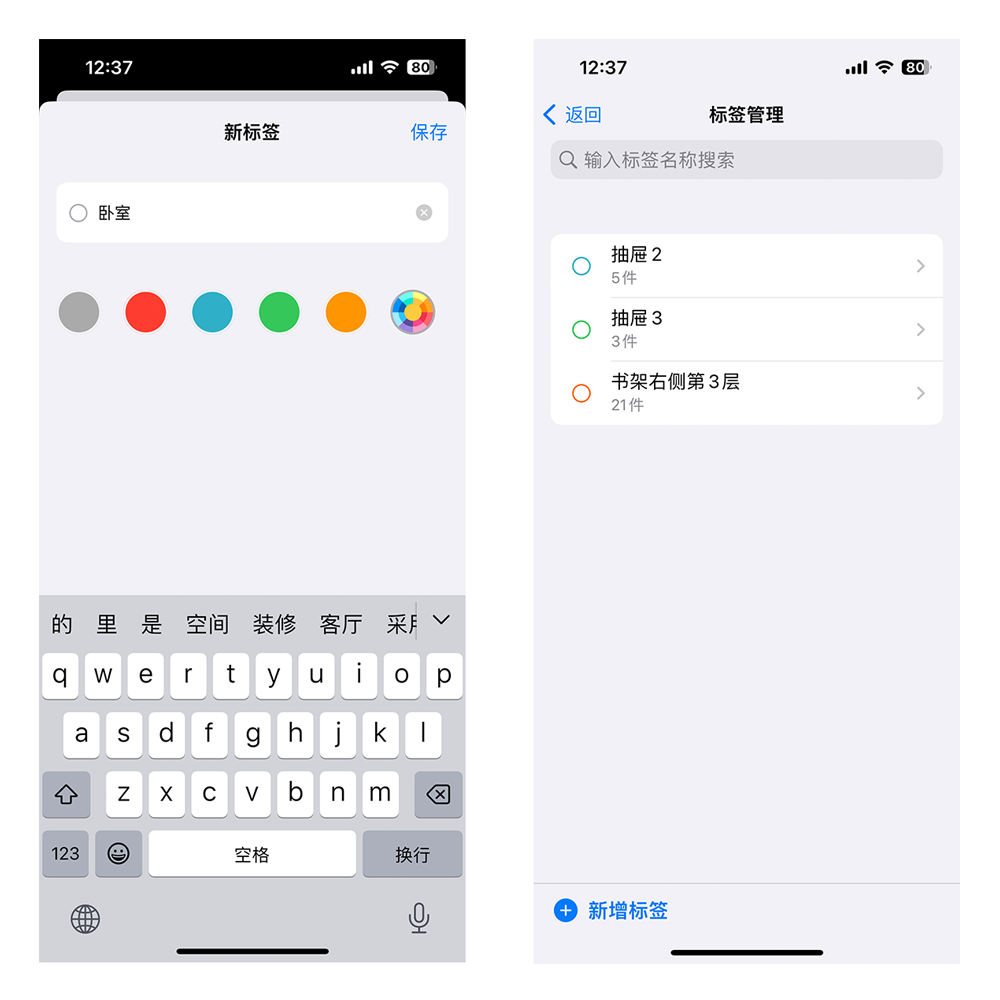 12:37
80
新标签
保存
卧室
的 里 是 空间 装修 客厅
q w e r t y u i o p
a s d f g h j k l
z x c v b n m
123
空格
换行
12:37
80
返回
标签管理
输入标签名称搜索
抽屉 2
5件
抽屉 3
3件
书架右侧第 3 层
21件
新增标签